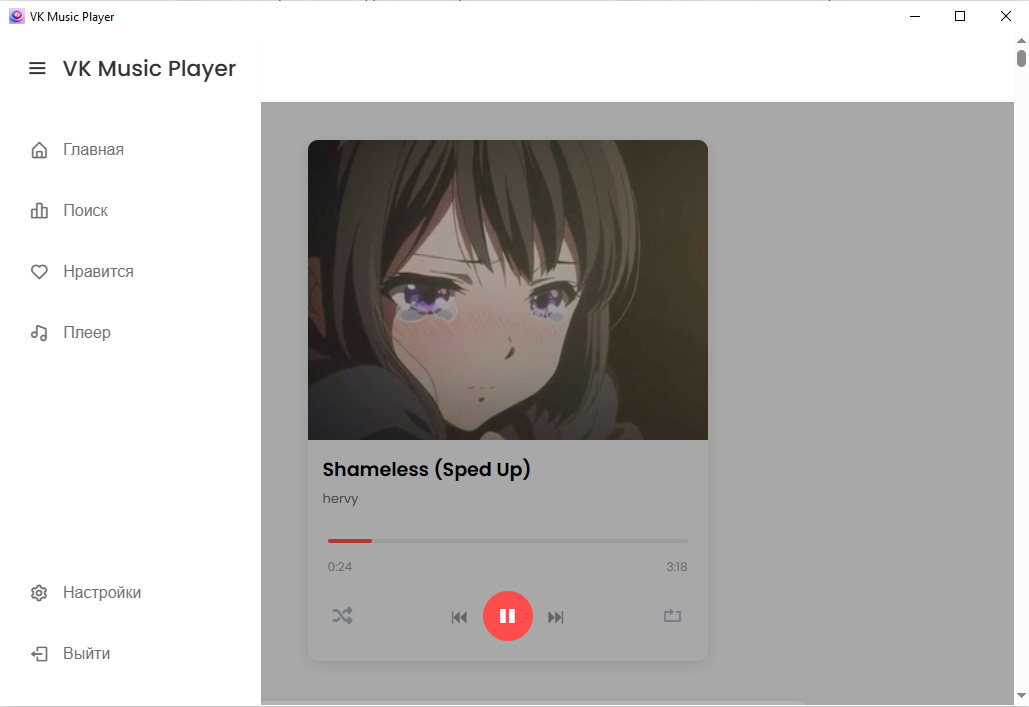 VK Music Player
VK Music Player
Главная
Поиск
Нравится
Плеер
Настройки
Выйти
Shameless (Sped Up)
hervy
0:24
3:18